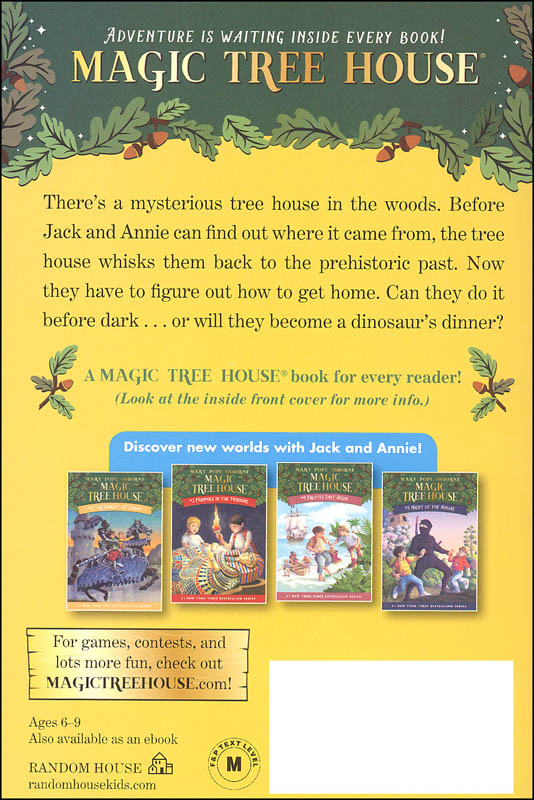 ADVENTURE IS WAITING INSIDE EVERY BOOK!
MAGIC TREE HOUSE®
There's a mysterious tree house in the woods. Before
Jack and Annie can find out where it came from, the tree
house whisks them back to the prehistoric past. Now
they have to figure out how to get home. Can they do it
before dark . . . or will they become a dinosaur's dinner?
A MAGIC TREE HOUSE® book for every reader!
(Look at the inside front cover for more info.)
Discover new worlds with Jack and Annie!
MARY POPE OSBORNE
MAGIC
TREE HOUSE
#2 THE KNIGHT AT DAWN
#1 NEW YORK TIMES BESTSELLING SERIES
MARY POPE OSBORNE
MAGIC
TREE HOUSE
#3 MUMMIES IN THE MORNING
#1 NEW YORK TIMES BESTSELLING SERIES
MARY POPE OSBORNE
MAGIC
TREE HOUSE
#4 PIRATES PAST NOON
#1 NEW YORK TIMES BESTSELLING SERIES
MARY POPE OSBORNE
MAGIC
TREE HOUSE
#5 NIGHT OF THE NINJAS
#1 NEW YORK TIMES BESTSELLING SERIES
For games, contests, and
lots more fun, check out
MAGICTREEHOUSE.com!
Ages 6–9
Also available as an ebook
RANDOM HOUSE
randomhousekids.com
F&P TEXT LEVEL
M